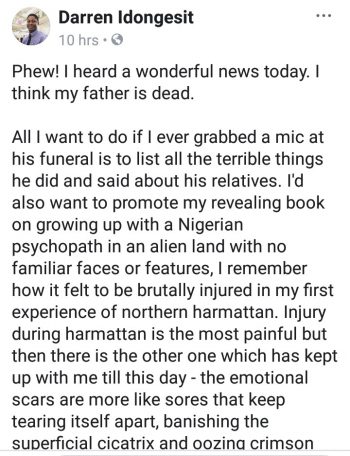 Darren Idongesit
10 hrs •
Phew! I heard a wonderful news today. I
think my father is dead.
All I want to do if I ever grabbed a mic at
his funeral is to list all the terrible things
he did and said about his relatives. I'd
also want to promote my revealing book
on growing up with a Nigerian
psychopath in an alien land with no
familiar faces or features, I remember
how it felt to be brutally injured in my first
experience of northern harmattan. Injury
during harmattan is the most painful but
then there is the other one which has kept
up with me till this day - the emotional
scars are more like sores that keep
tearing itself apart, banishing the
superficial cicatrix and oozing crimson